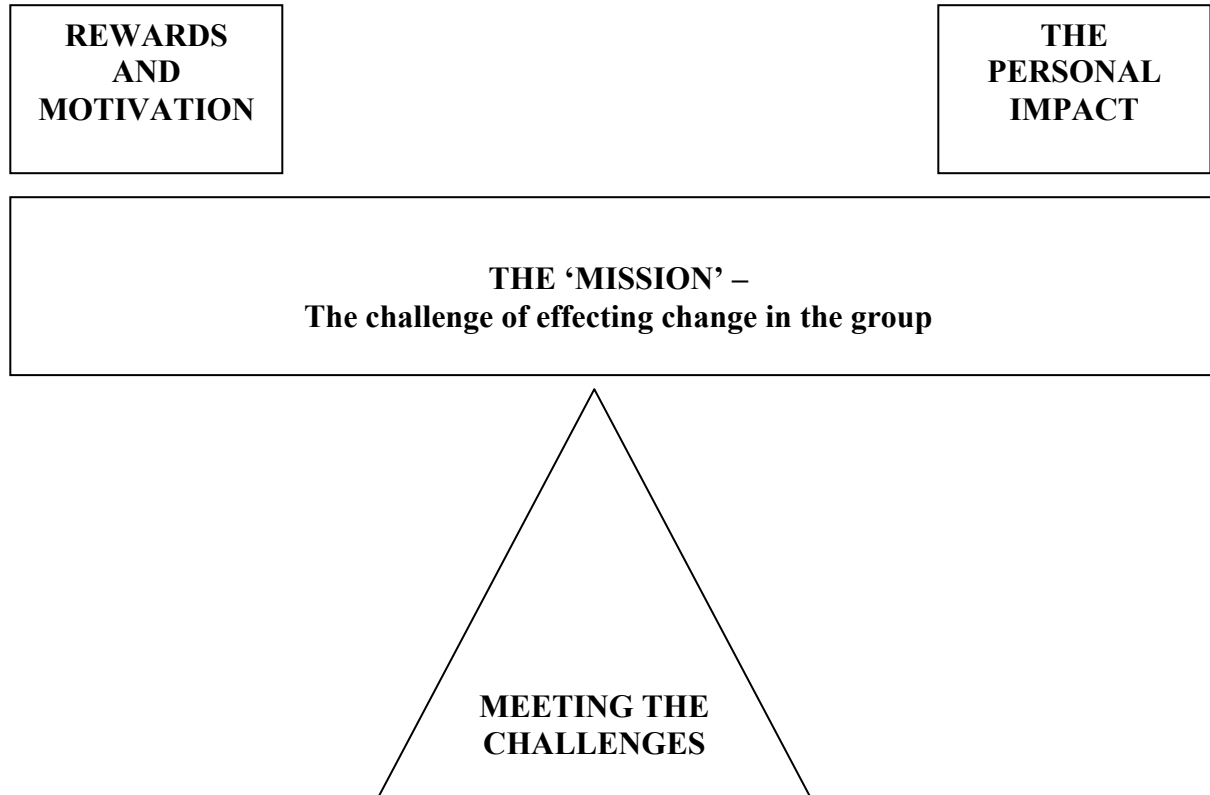 REWARDS
AND
MOTIVATION
THE
PERSONAL
IMPACT
THE ‘MISSION’ –
The challenge of effecting change in the group
MEETING THE
CHALLENGES